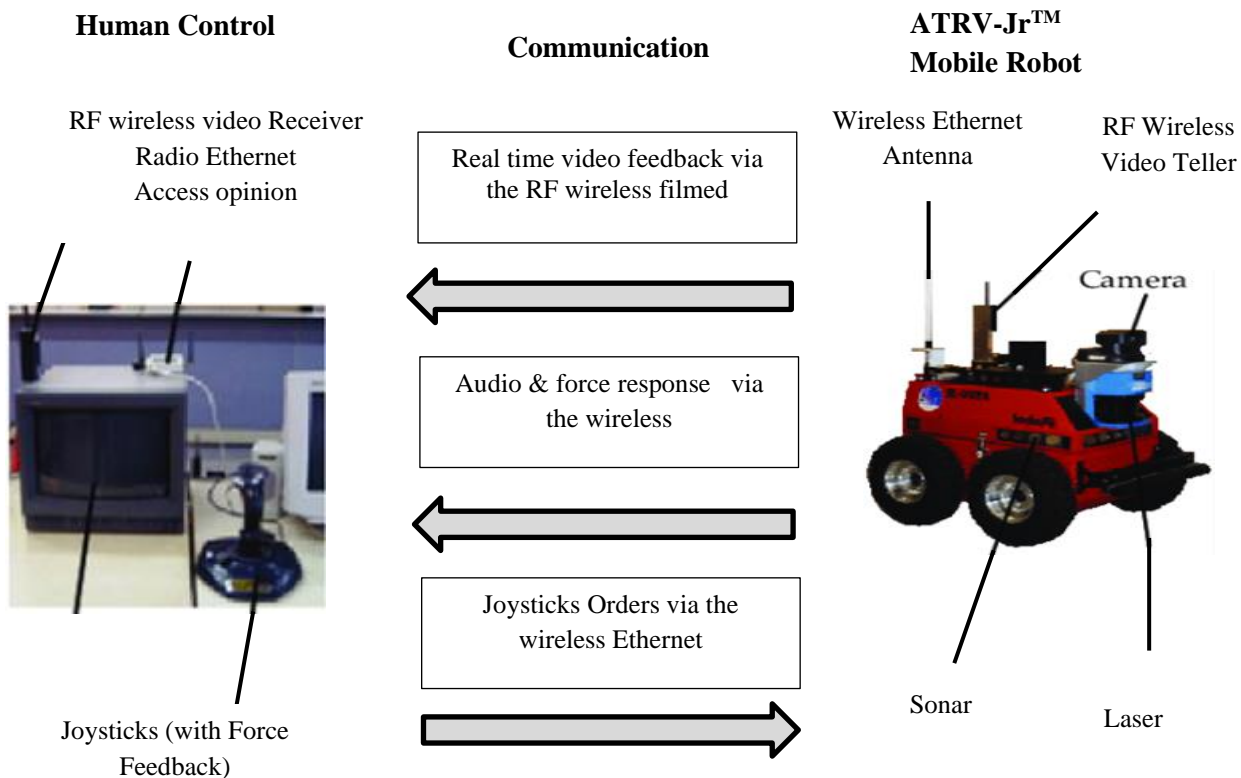 Human Control
Communication
ATRV-Jr™
Mobile Robot
RF wireless video Receiver
Radio Ethernet
Access opinion
Real time video feedback via
the RF wireless filmed
Wireless Ethernet
Antenna
RF Wireless
Video Teller
Camera
Audio & force response via
the wireless
Joysticks Orders via the
wireless Ethernet
Sonar
Laser
Joysticks (with Force
Feedback)